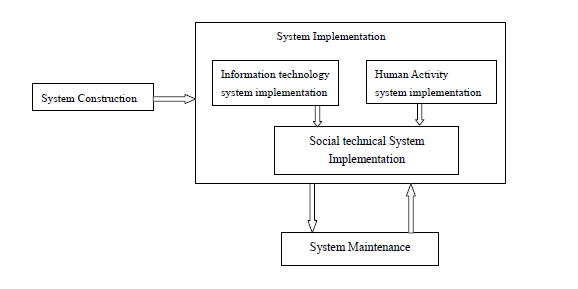 System Implementation
Information technology
system implementation
Human Activity
system implementation
System Construction
Social technical System
Implementation
System Maintenance